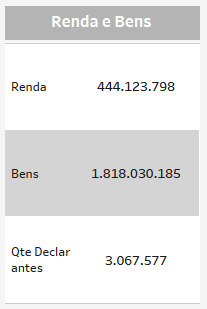 Renda e Bens
Renda 444.123.798
Bens 1.818.030.185
Qte Declar
antes 3.067.577